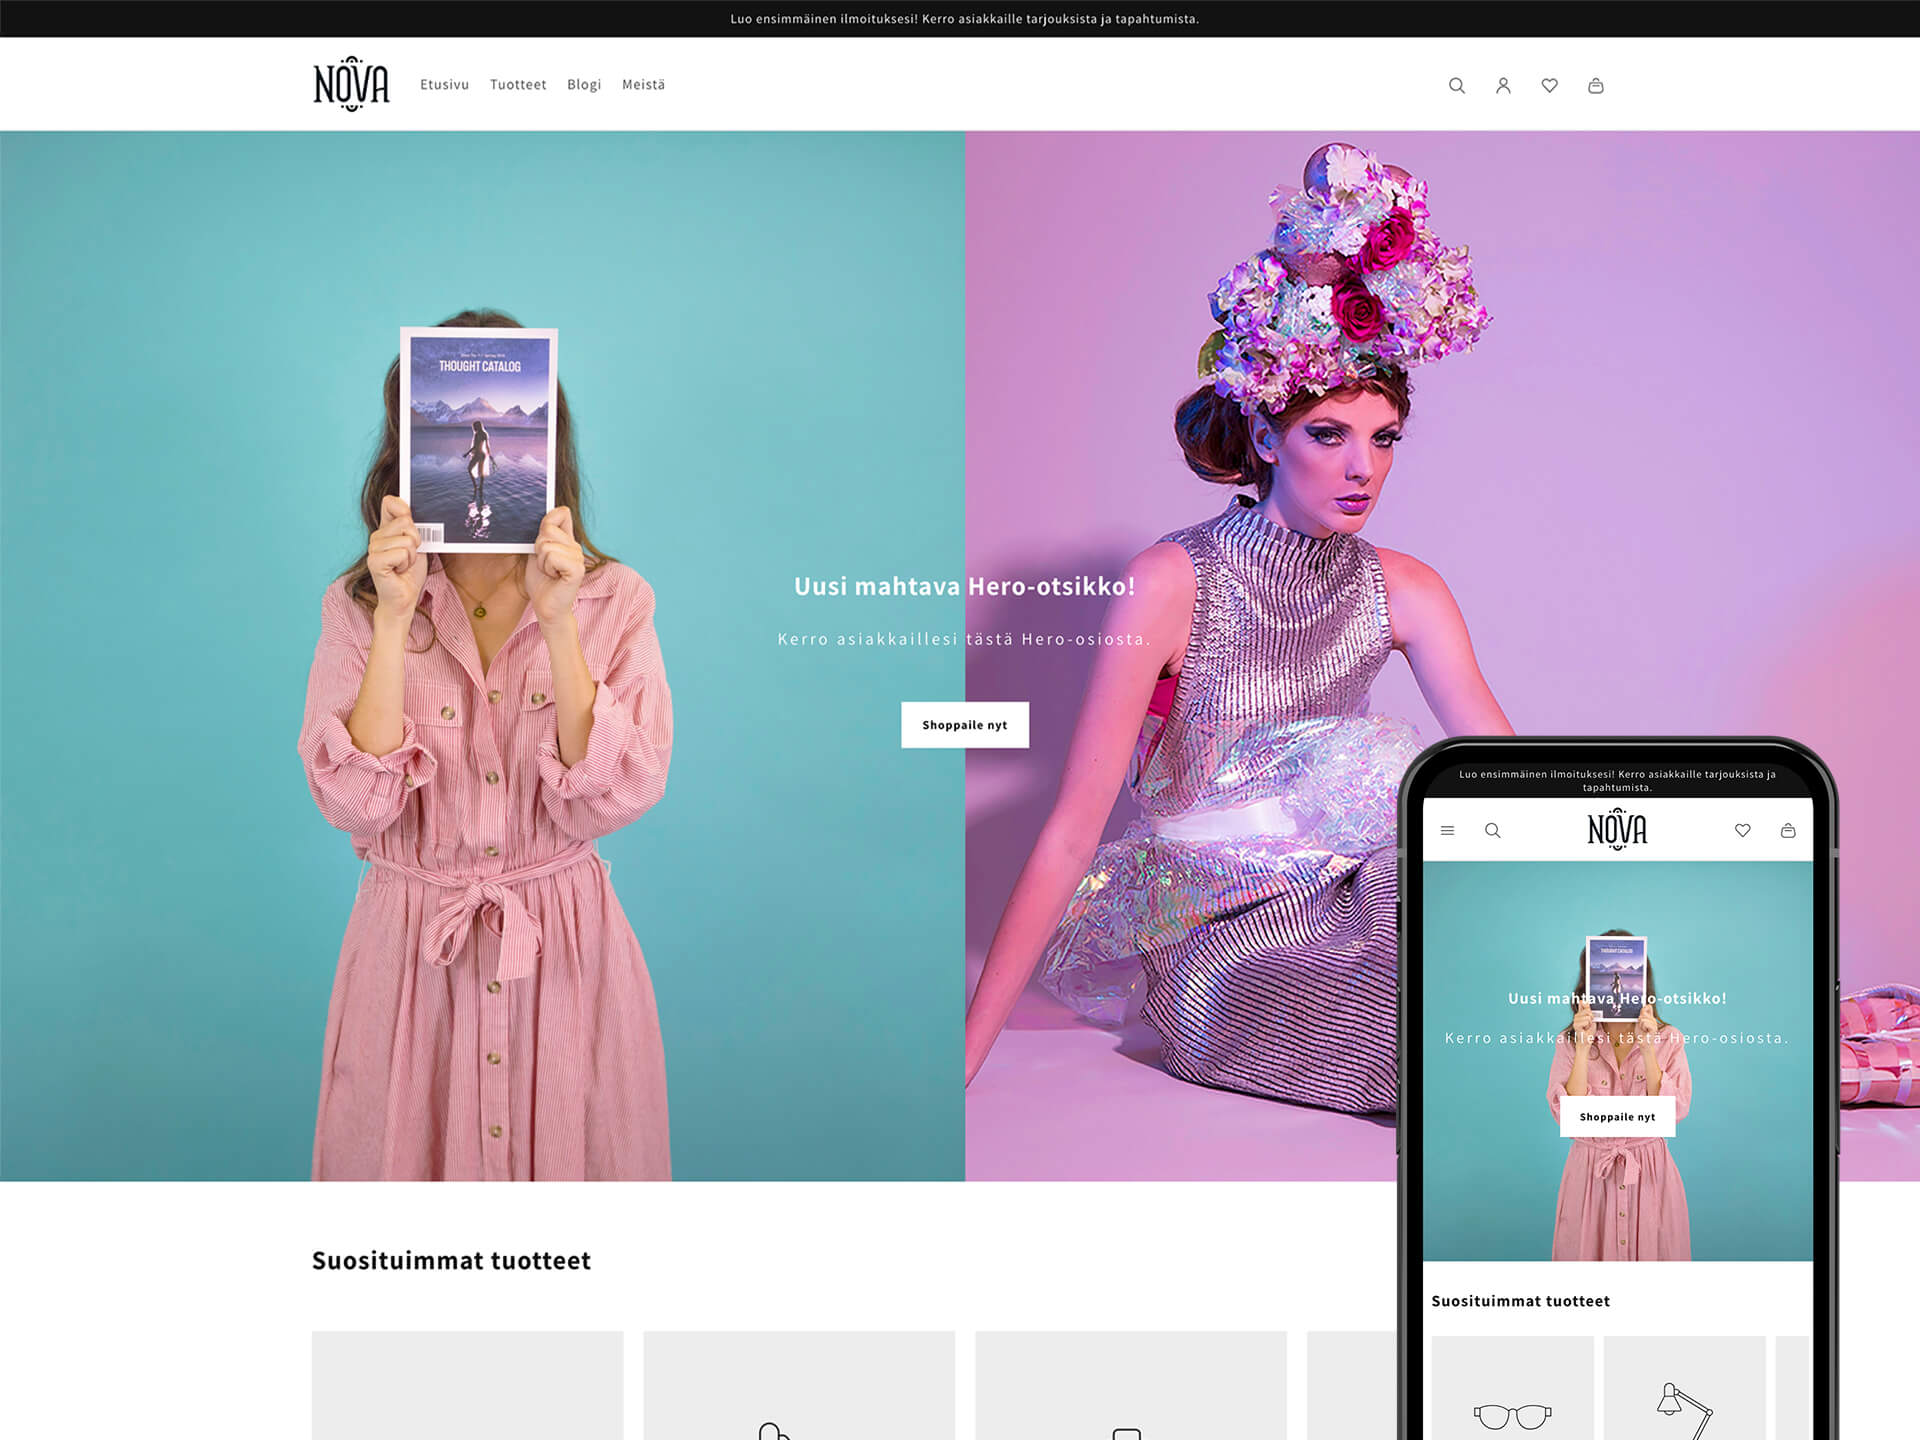 Luo ensimmäinen ilmoituksesi! Kerro asiakkaille tarjouksista ja tapahtumista.
NOVA
Etusivu Tuotteet Blogi Meistä
THOUGHT CATALOG
Uusi mahtava Hero-otsikko!
Kerro asiakkaillesi tästä Hero-osiosta.
Shoppaile nyt
Suosituimmat tuotteet
Luo ensimmäinen ilmoituksesi! Kerro asiakkaille tarjouksista ja
tapahtumista.
NOVA
THOUGHT CATALOG
Uusi mahtava Hero-otsikko!
Kerro asiakkaillesi tästä Hero-osiosta.
Shoppaile nyt
Suosituimmat tuotteet